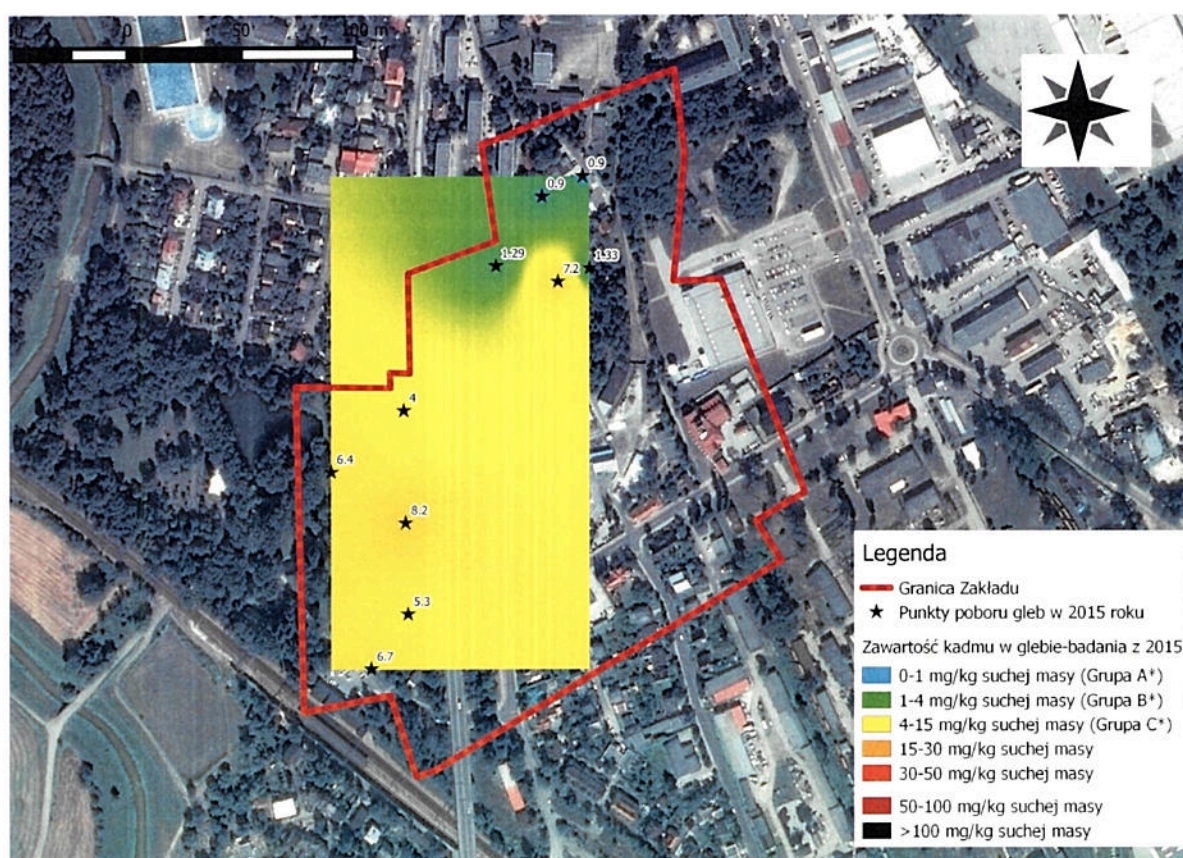 0 70 50 100 m
0.9
0.9
1.29
1.33
7.2
4
6.4
8.2
5.3
6.7
Legenda
Granica Zakładu
Punkty poboru gleb w 2015 roku
Zawartość kadmu w glebie-badania z 2015
0-1 mg/kg suchej masy (Grupa A*)
1-4 mg/kg suchej masy (Grupa B*)
4-15 mg/kg suchej masy (Grupa C*)
15-30 mg/kg suchej masy
30-50 mg/kg suchej masy
50-100 mg/kg suchej masy
>100 mg/kg suchej masy